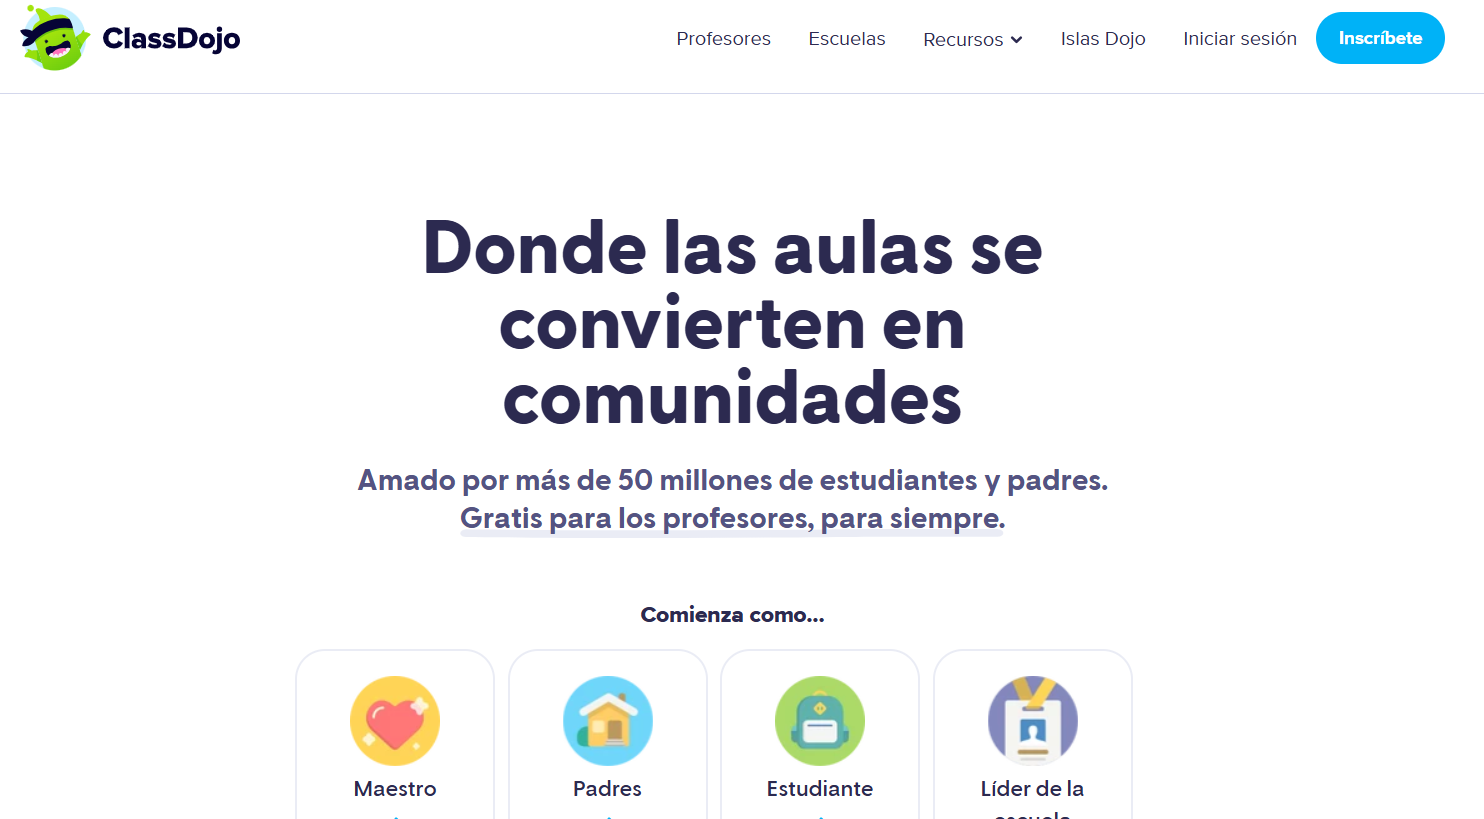 ClassDojo
Profesores
Escuelas
Recursos
Islas Dojo
Iniciar sesión
Inscríbete
Donde las aulas se
convierten en
comunidades
Amado por más de 50 millones de estudiantes y padres.
Gratis para los profesores, para siempre.
Comienza como...
Maestro
Padres
Estudiante
Líder de la
escuela